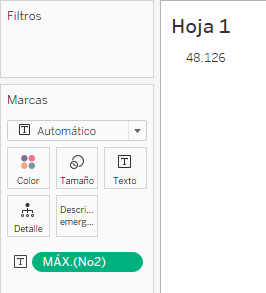 Filtros
Hoja 1
48.126
Marcas
Automático
Color
Tamaño
Texto
Detalle
Descri...
emerg...
MÁX.(No2)